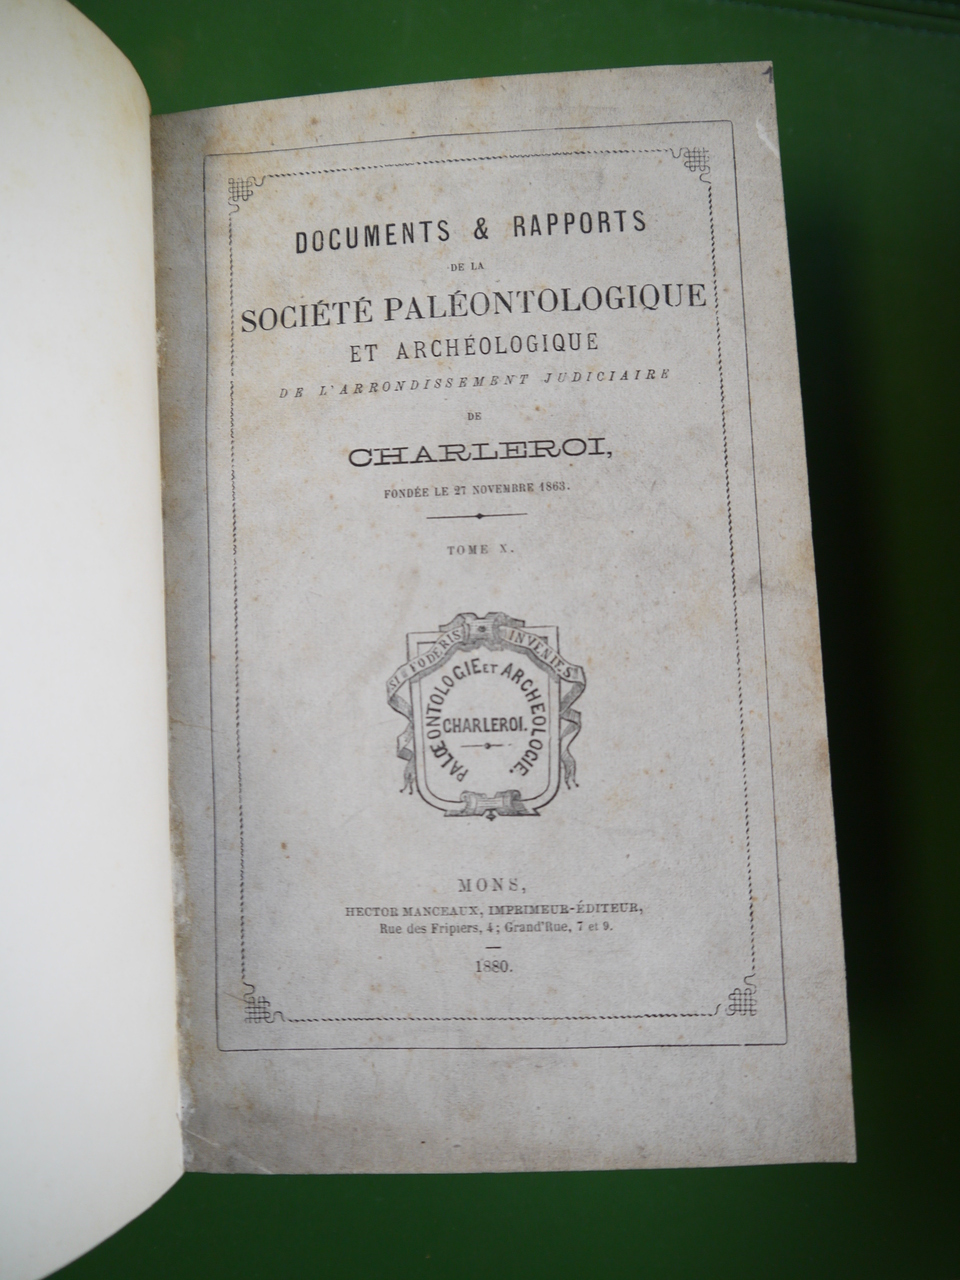 DOCUMENTS & RAPPORTS
DE LA
SOCIÉTÉ PALÉONTOLOGIQUE
ET ARCHÉOLOGIQUE
DE L'ARRONDISSEMENT JUDICIAIRE
DE
CHARLEROI,
FONDÉE LE 27 NOVEMBRE 1863.
TOME X.
SI FODERIS INVENIES
PALŒONTOLOGIE ET ARCHEOLOGIE.
CHARLEROI.
MONS,
HECTOR MANCEAUX, IMPRIMEUR-ÉDITEUR,
Rue des Fripiers, 4; Grand'Rue, 7 et 9.
1880.